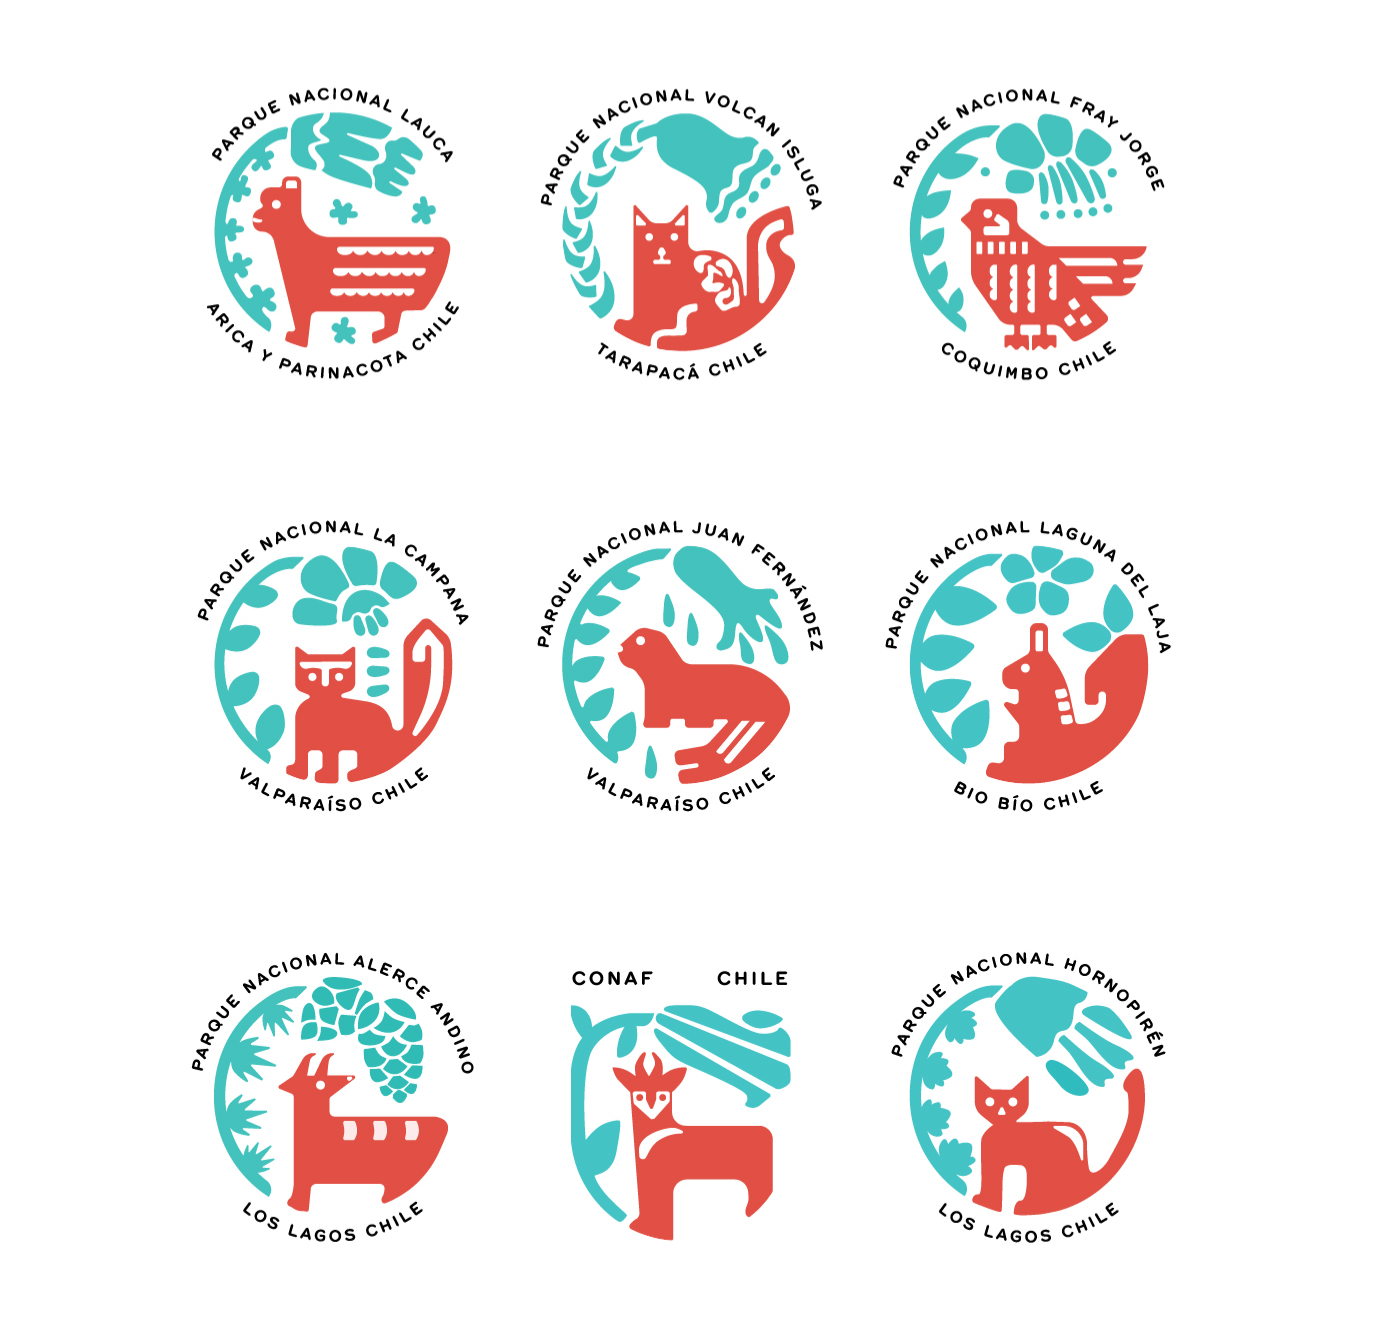 PARQUE NACIONAL LAUCA
ARICA Y PARINACOTA CHILE
PARQUE NACIONAL VOLCAN ISLUGA
TARAPACÁ CHILE
PARQUE NACIONAL FRAY JORGE
COQUIMBO CHILE
PARQUE NACIONAL LA CAMPANA
VALPARAÍSO CHILE
PARQUE NACIONAL JUAN FERNÁNDEZ
VALPARAÍSO CHILE
PARQUE NACIONAL LAGUNA DEL LAJA
BIO BÍO CHILE
PARQUE NACIONAL ALERCE ANDINO
LOS LAGOS CHILE
CONAF CHILE
PARQUE NACIONAL HORNOPIRÉN
LOS LAGOS CHILE